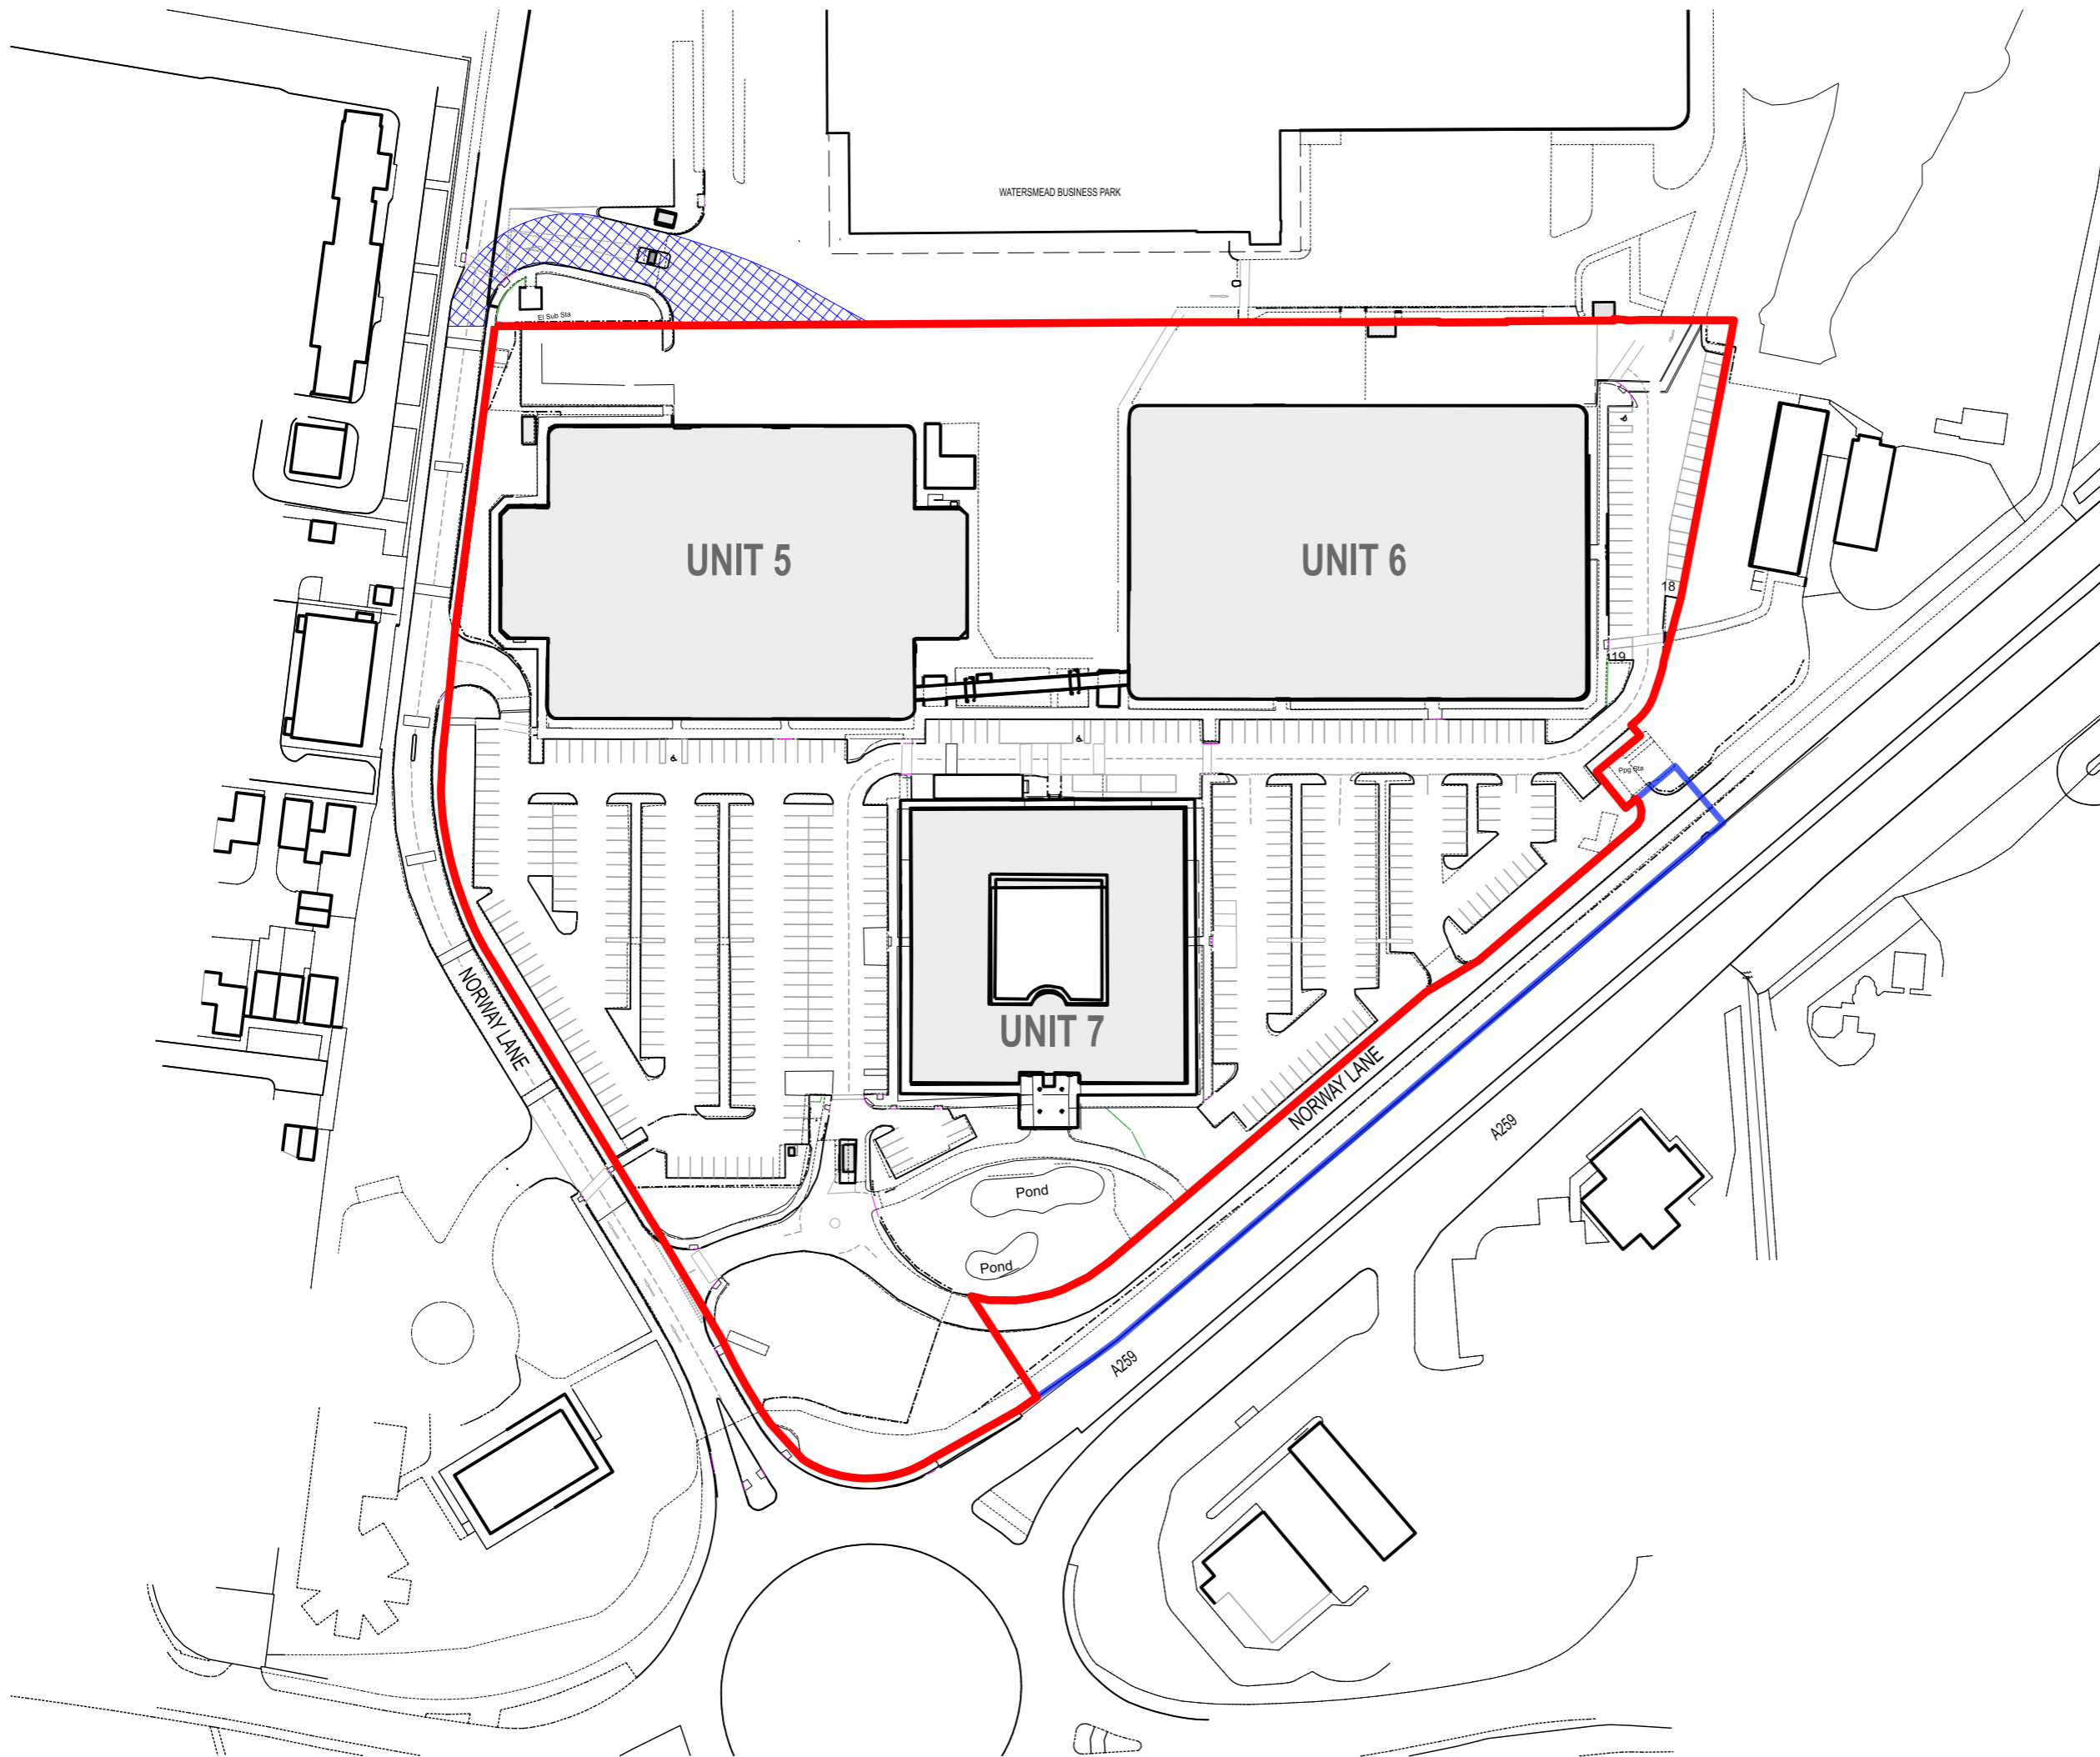 WATERSMEAD BUSINESS PARK
El Sub Sta
UNIT 5
UNIT 6
18
119
Ppg Sta
UNIT 7
NORWAY LANE
NORWAY LANE
A259
Pond
Pond
A259